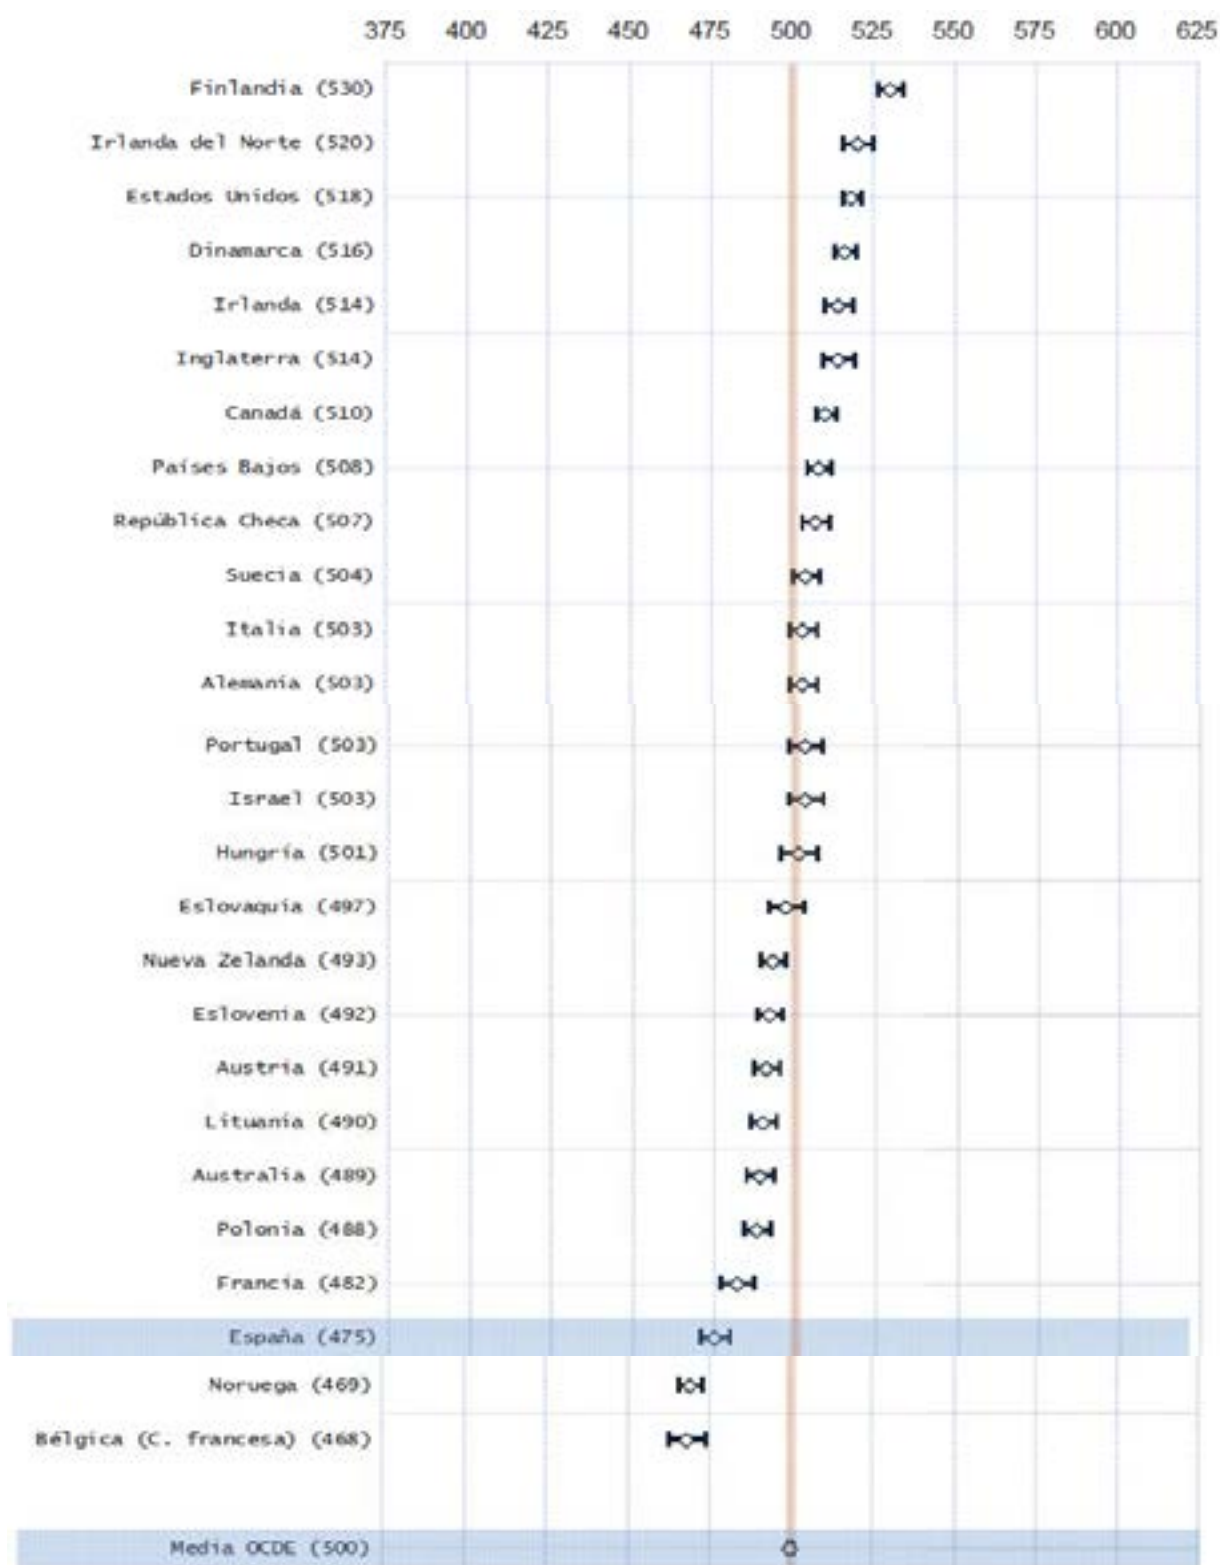 375 400 425 450 475 500 525 550 575 600 625
Finlandia (530)
Irlanda del Norte (520)
Estados Unidos (518)
Dinamarca (516)
Irlanda (514)
Inglaterra (514)
Canadá (510)
Países Bajos (508)
República Checa (507)
Suecia (504)
Italia (503)
Alemania (503)
Portugal (503)
Israel (503)
Hungría (501)
Eslovaquia (497)
Nueva Zelanda (493)
Eslovenia (492)
Austria (491)
Lituania (490)
Australia (489)
Polonia (488)
Francia (482)
España (475)
Noruega (469)
Bélgica (C. francesa) (468)
Media OCDE (500)